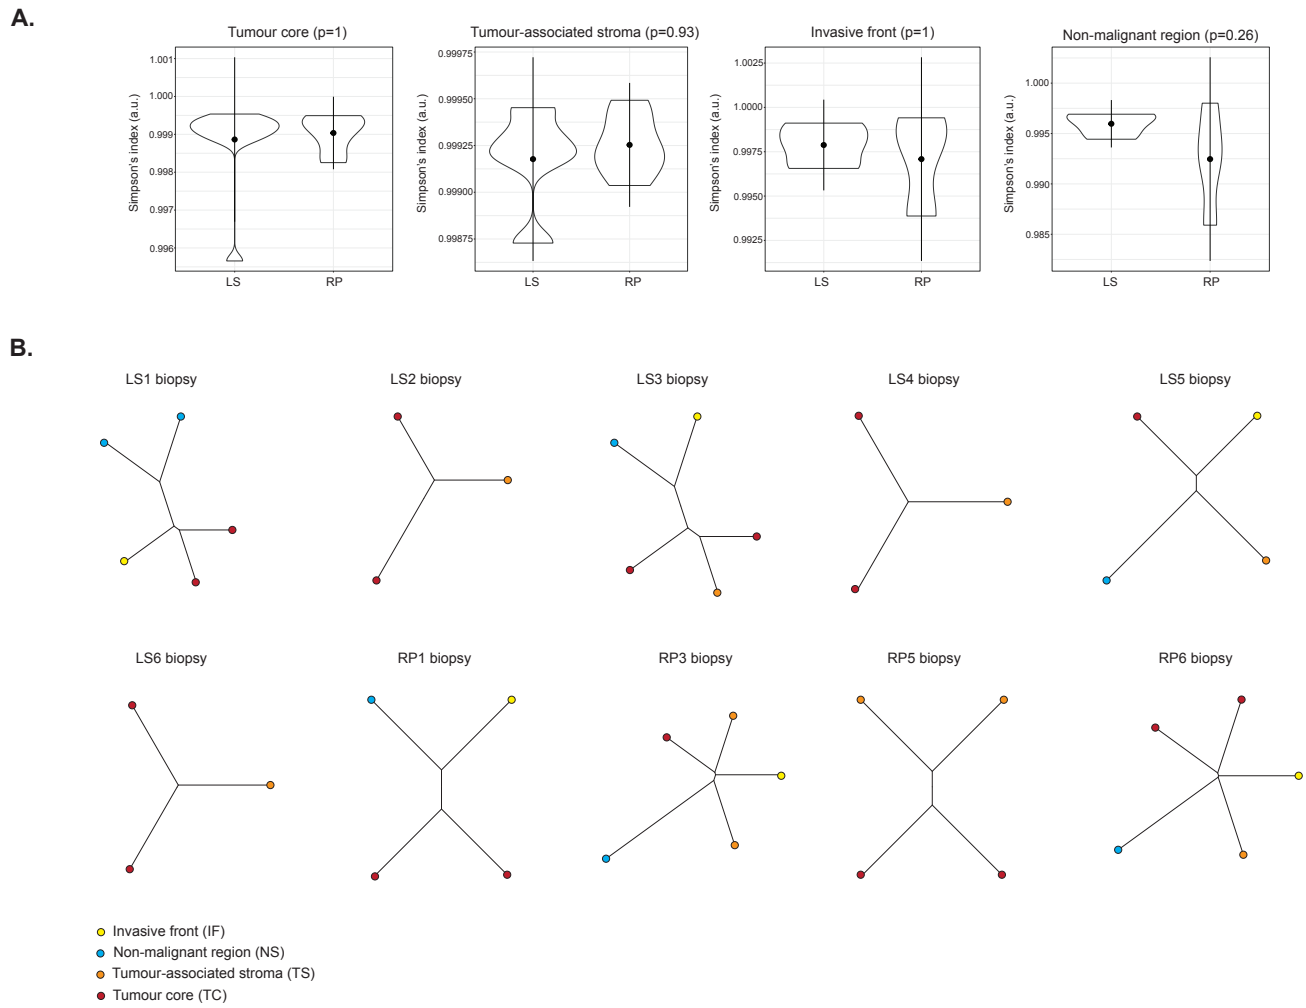 A.
Tumour core (p=1)
Tumour-associated stroma (p=0.93)
Invasive front (p=1)
Non-malignant region (p=0.26)
Simpson's index (a.u.)
1.001
1.000
0.999
0.998
0.997
0.996
LS RP
Simpson's index (a.u.)
0.99975
0.99950
0.99925
0.99900
0.99875
LS RP
Simpson's index (a.u.)
1.0025
1.0000
0.9975
0.9950
0.9925
LS RP
Simpson's index (a.u.)
1.000
0.995
0.990
0.985
LS RP
B.
LS1 biopsy
LS2 biopsy
LS3 biopsy
LS4 biopsy
LS5 biopsy
LS6 biopsy
RP1 biopsy
RP3 biopsy
RP5 biopsy
RP6 biopsy
Invasive front (IF)
Non-malignant region (NS)
Tumour-associated stroma (TS)
Tumour core (TC)